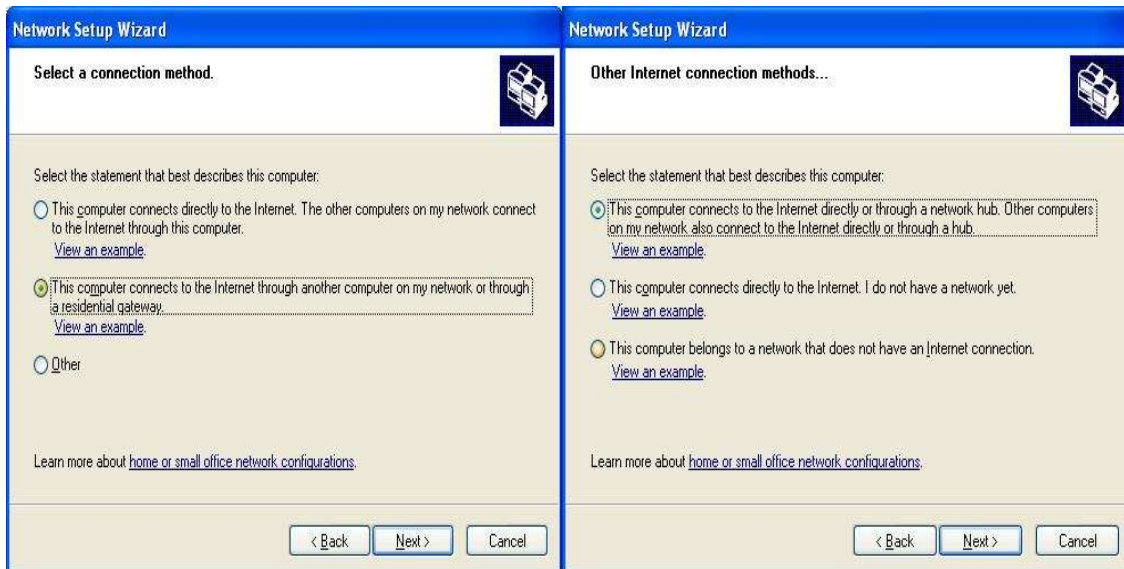 Network Setup Wizard
Select a connection method.
Select the statement that best describes this computer:
This computer connects directly to the Internet. The other computers on my network connect
to the Internet through this computer.
View an example.
This computer connects to the Internet through another computer on my network or through
a residential gateway.
View an example.
Other
Learn more about home or small office network configurations.
< Back
Next >
Cancel
Network Setup Wizard
Other Internet connection methods...
Select the statement that best describes this computer:
This computer connects to the Internet directly or through a network hub. Other computers
on my network also connect to the Internet directly or through a hub.
View an example.
This computer connects directly to the Internet. I do not have a network yet.
View an example.
This computer belongs to a network that does not have an Internet connection.
View an example.
Learn more about home or small office network configurations.
< Back
Next >
Cancel